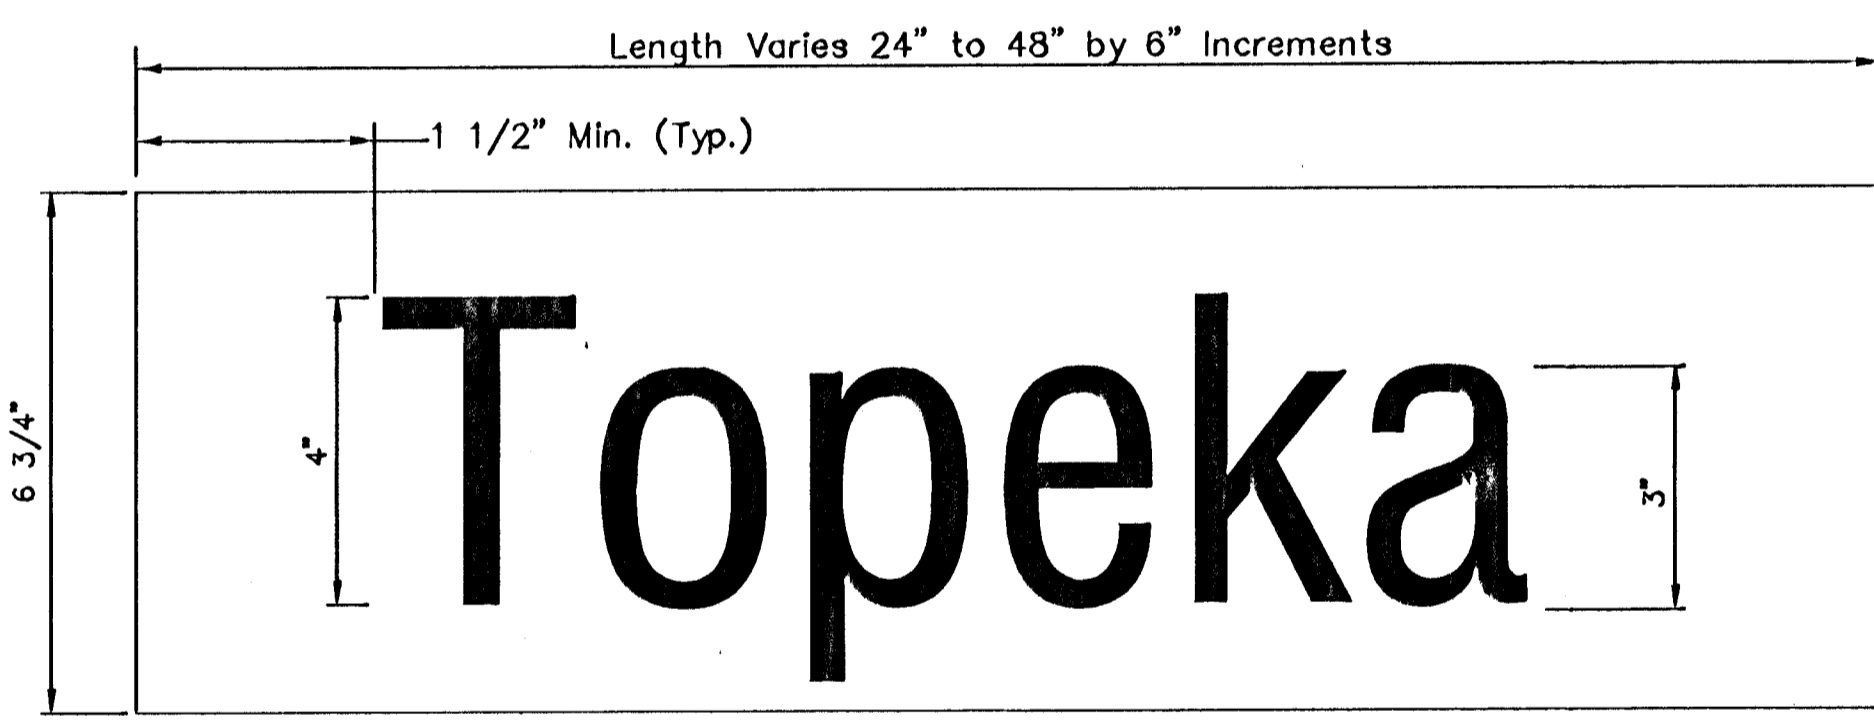 Length Varies 24" to 48" by 6" Increments
1 1/2" Min. (Typ.)
6 3/4"
4"
Topeka
3"